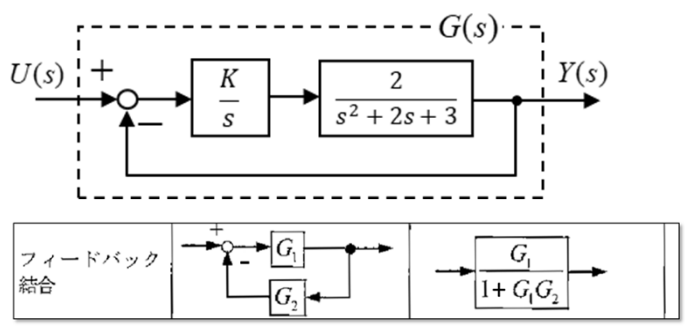 G(s)
U(s) + K/s 2/(s² + 2s + 3) Y(s)
−
フィードバック
結合
+ - G₁ G₂
G₁/(1 + G₁G₂)